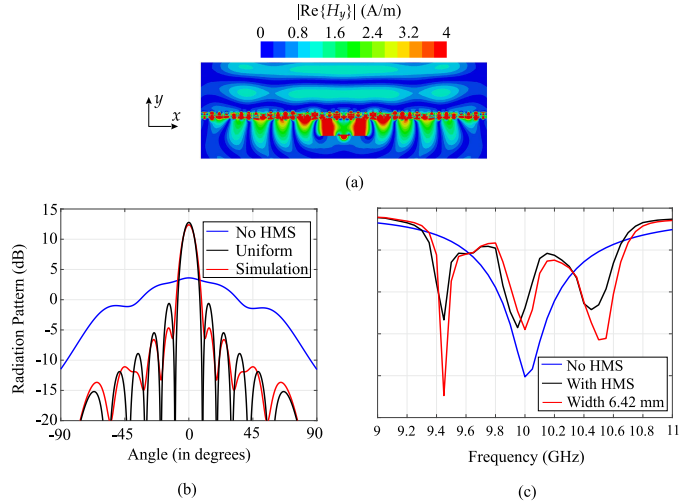 |Re{H_y}| (A/m)
0 0.8 1.6 2.4 3.2 4
y
x
(a)
Radiation Pattern (dB)
15
10
5
0
-5
-10
-15
-20
No HMS
Uniform
Simulation
-90 -45 0 45 90
Angle (in degrees)
(b)
No HMS
With HMS
Width 6.42 mm
9 9.2 9.4 9.6 9.8 10 10.2 10.4 10.6 10.8 11
Frequency (GHz)
(c)